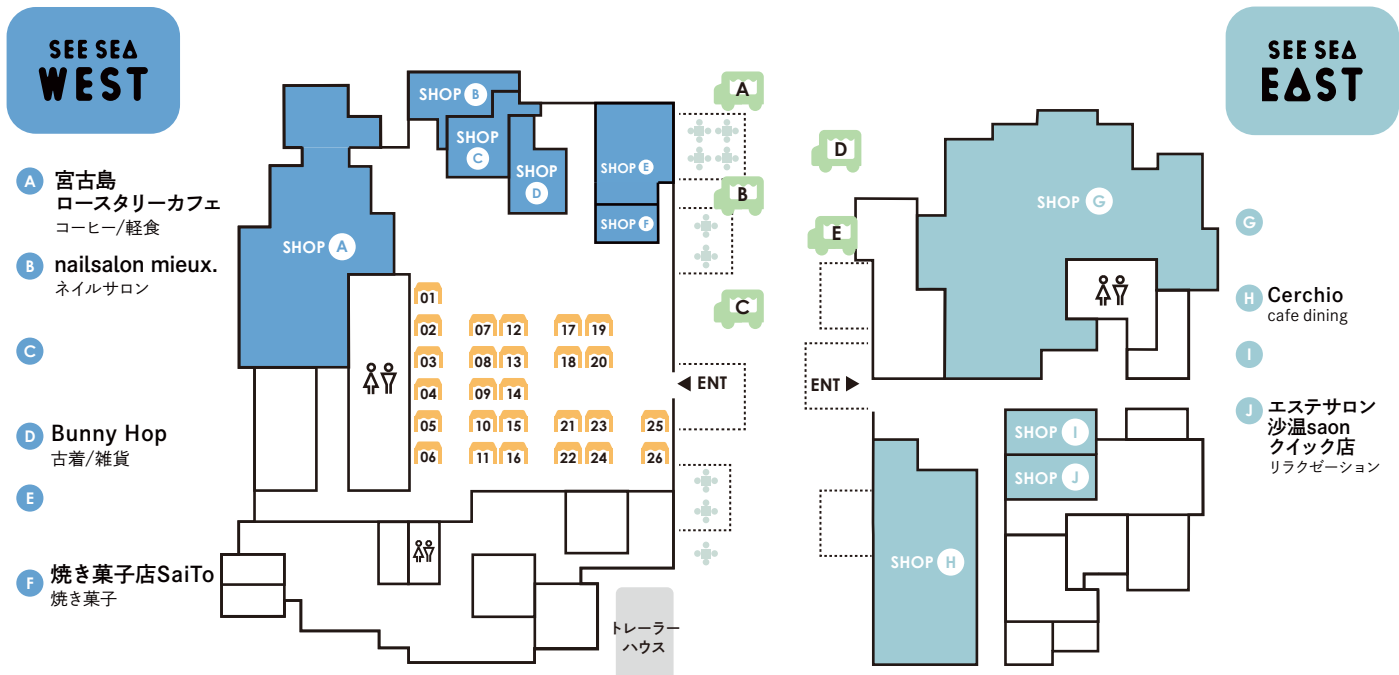 SEE SEA
WEST
A 宮古島
ロースタリーカフェ
コーヒー/軽食
B nailsalon mieux.
ネイルサロン
C
D Bunny Hop
古着/雑貨
E
F 焼き菓子店SaiTo
焼き菓子
SHOP B
SHOP
C
SHOP
D
SHOP E
SHOP F
SHOP A
01
02 07 12 17 19
03 08 13 18 20
04 09 14
05 10 15 21 23 25
06 11 16 22 24 26
ENT
トレーラー
ハウス
A
B
C
D
E
ENT
SHOP G
SHOP I
SHOP J
SHOP H
SEE SEA
EAST
G
H Cerchio
cafe dining
I
J エステサロン
沙温saon
クイック店
リラクゼーション